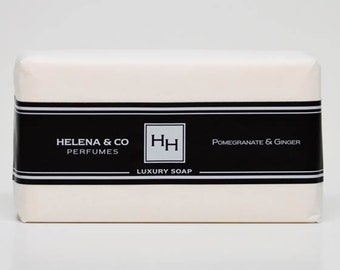 HELENA & CO
PERFUMES
HH
POMEGRANATE & GINGER
LUXURY SOAP